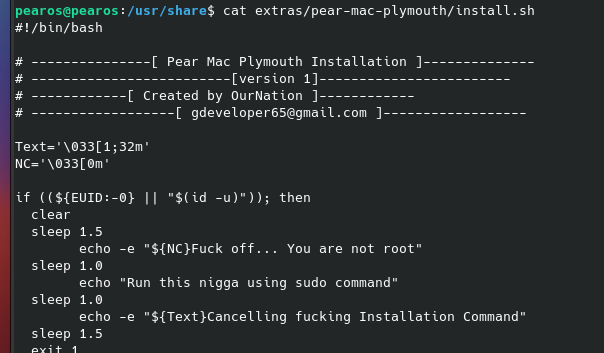 pearos@pearos:/usr/share$ cat extras/pear-mac-plymouth/install.sh
#!/bin/bash
# ---------------[ Pear Mac Plymouth Installation ]--------------
# -------------------------[version 1]------------------------
# ------------[ Created by OurNation ]------------
# ------------------[ gdeveloper65@gmail.com ]------------------
Text='\033[1;32m'
NC='\033[0m'
if ((${EUID:-0} || "$(id -u)")); then
clear
sleep 1.5
echo -e "${NC}Fuck off... You are not root"
sleep 1.0
echo "Run this nigga using sudo command"
sleep 1.0
echo -e "${Text}Cancelling fucking Installation Command"
sleep 1.5
exit 1